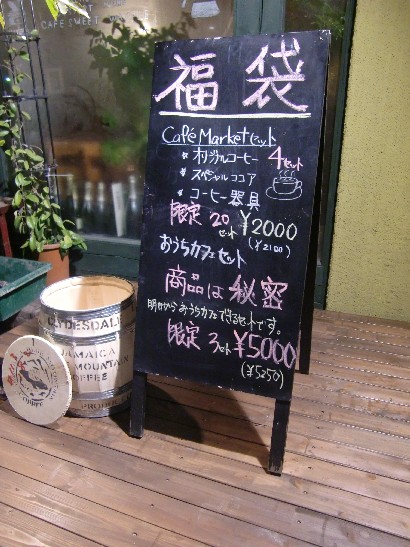 福袋
Café Marketセット
* オリジナルコーヒー 4セット
* スペシャルココア
* コーヒー器具
限定20セット ¥2000
(¥2100)
おうちカフェセット
商品は秘密
明日からおうちカフェできるセットです。
限定3セット ¥5000
(¥5250)
CLYDESDALE
JAMAICA
MOUNTAIN
COFFEE